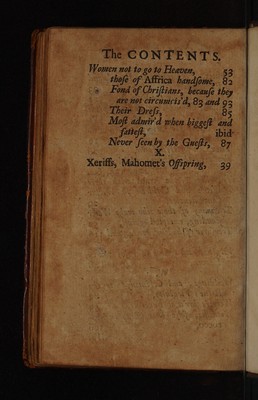 The CONTENTS.
Women not to go to Heaven, 53
those of Affrica handsome, 82
Fond of Christians, because they
are not circumcis'd, 83 and 93
Their Dress, 85
Most admir'd when biggest and
fattest, ibid
Never seen by the Guests, 87
X.
Xeriffs, Mahomet's Offspring, 39